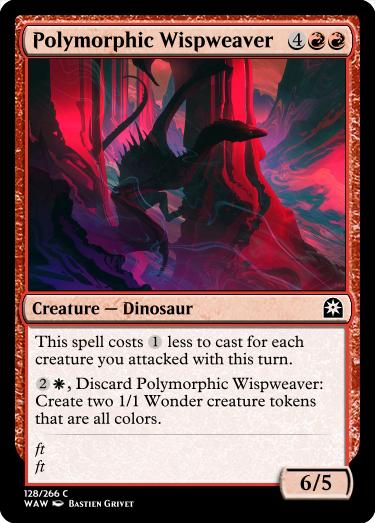 Polymorphic Wispweaver 4
Creature — Dinosaur
This spell costs 1 less to cast for each
creature you attacked with this turn.
2, Discard Polymorphic Wispweaver:
Create two 1/1 Wonder creature tokens
that are all colors.
ft
ft
6/5
128/266 C
WAW Bastien Grivet